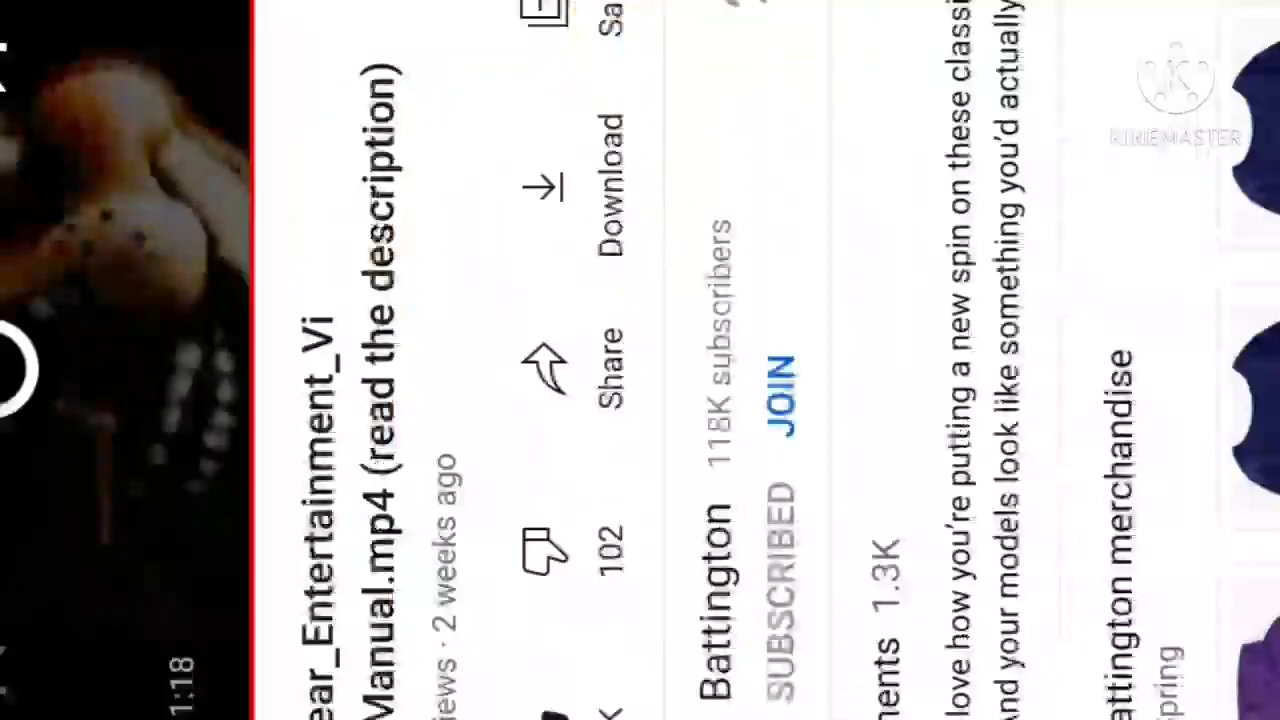 1:18
ear_Entertainment_Vi
Manual.mp4 (read the description)
iews · 2 weeks ago
K
102
Share
Download
Sa
Battington 118K subscribers
SUBSCRIBED JOIN
nents 1.3K
love how you're putting a new spin on these classi
And your models look like something you'd actually
attington merchandise
pring
KINEMASTER